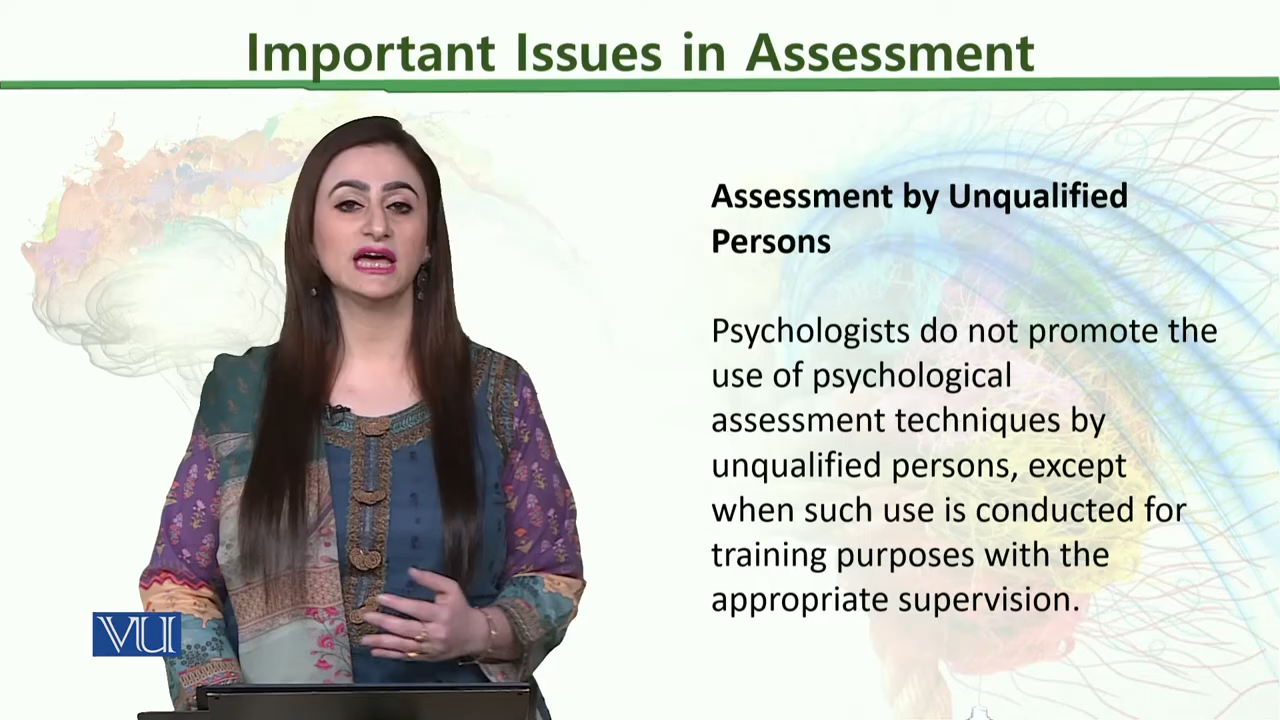 Important Issues in Assessment
Assessment by Unqualified
Persons
Psychologists do not promote the
use of psychological
assessment techniques by
unqualified persons, except
when such use is conducted for
training purposes with the
appropriate supervision.
VU